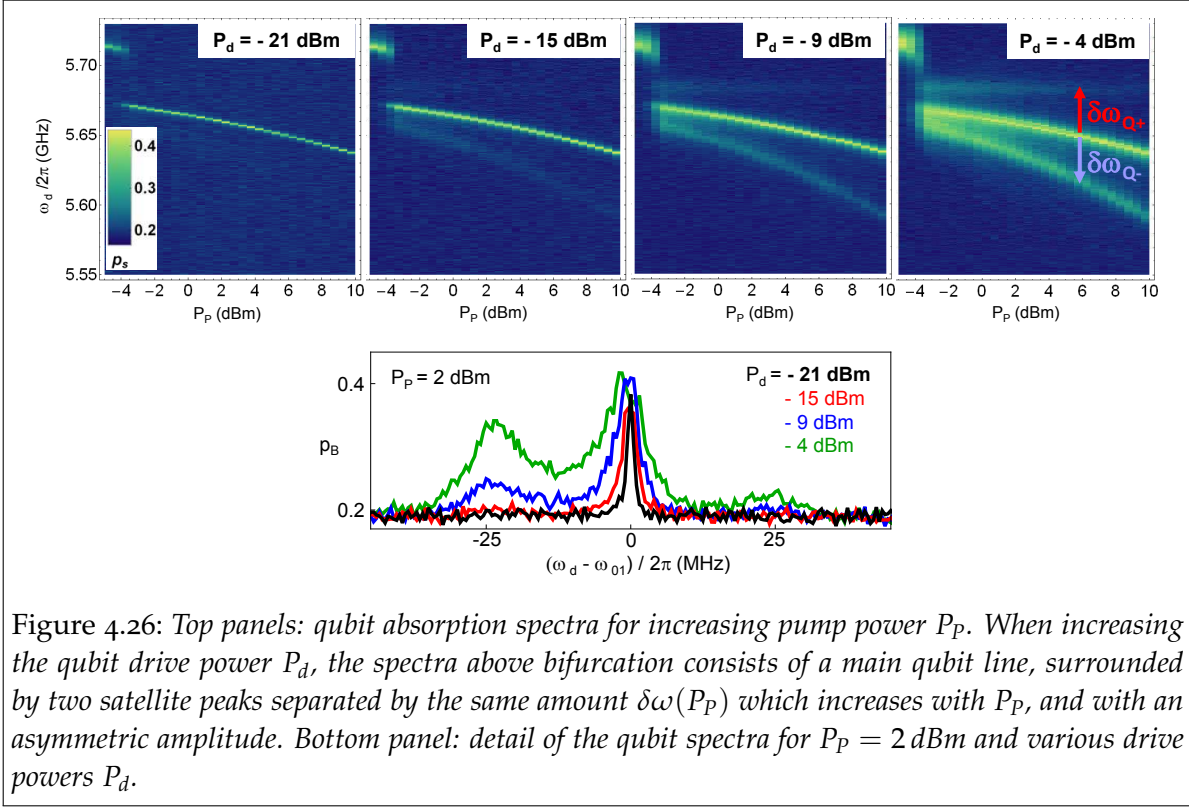 P_d = - 21 dBm
P_d = - 15 dBm
P_d = - 9 dBm
P_d = - 4 dBm
5.70
5.65
5.60
5.55
ω_d /2π (GHz)
0.4
0.3
0.2
p_s
δω_Q+
δω_Q-
-4 -2 0 2 4 6 8 10
-4 -2 0 2 4 6 8 10
-4 -2 0 2 4 6 8 10
-4 -2 0 2 4 6 8 10
P_P (dBm)
P_P (dBm)
P_P (dBm)
P_P (dBm)
P_P = 2 dBm
P_d = - 21 dBm
- 15 dBm
- 9 dBm
- 4 dBm
0.4
p_B
0.2
-25 0 25
(ω_d - ω_01) / 2π (MHz)
Figure 4.26: Top panels: qubit absorption spectra for increasing pump power P_P. When increasing
the qubit drive power P_d, the spectra above bifurcation consists of a main qubit line, surrounded
by two satellite peaks separated by the same amount δω(P_P) which increases with P_P, and with an
asymmetric amplitude. Bottom panel: detail of the qubit spectra for P_P = 2 dBm and various drive
powers P_d.